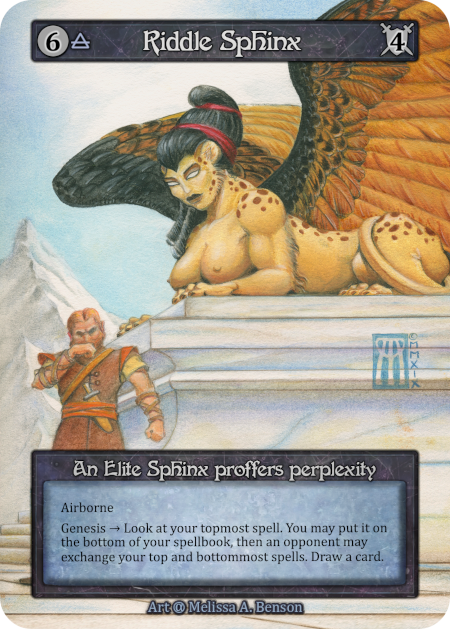 6 Riddle Sphinx 4
©MMXIX
An Elite Sphinx proffers perplexity
Airborne
Genesis → Look at your topmost spell. You may put it on
the bottom of your spellbook, then an opponent may
exchange your top and bottommost spells. Draw a card.
Art @ Melissa A. Benson